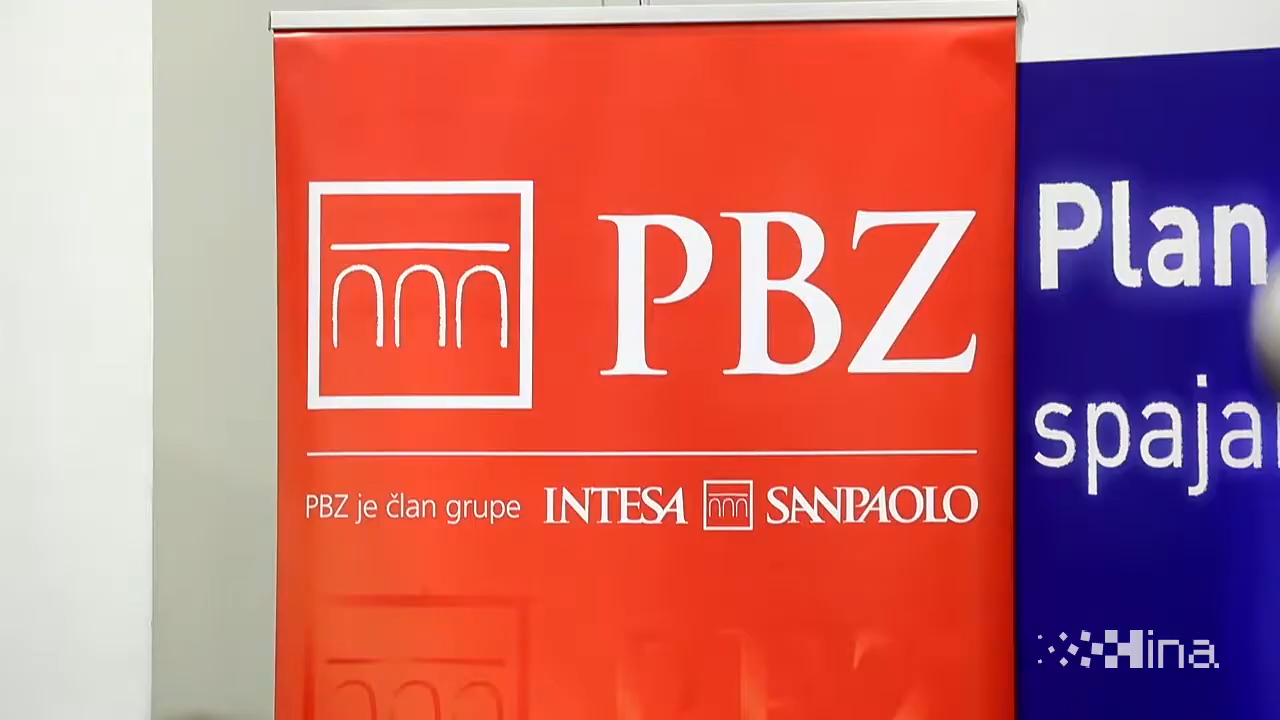 PBZ
PBZ je član grupe INTESA SANPAOLO
Plan
spaja
Hina